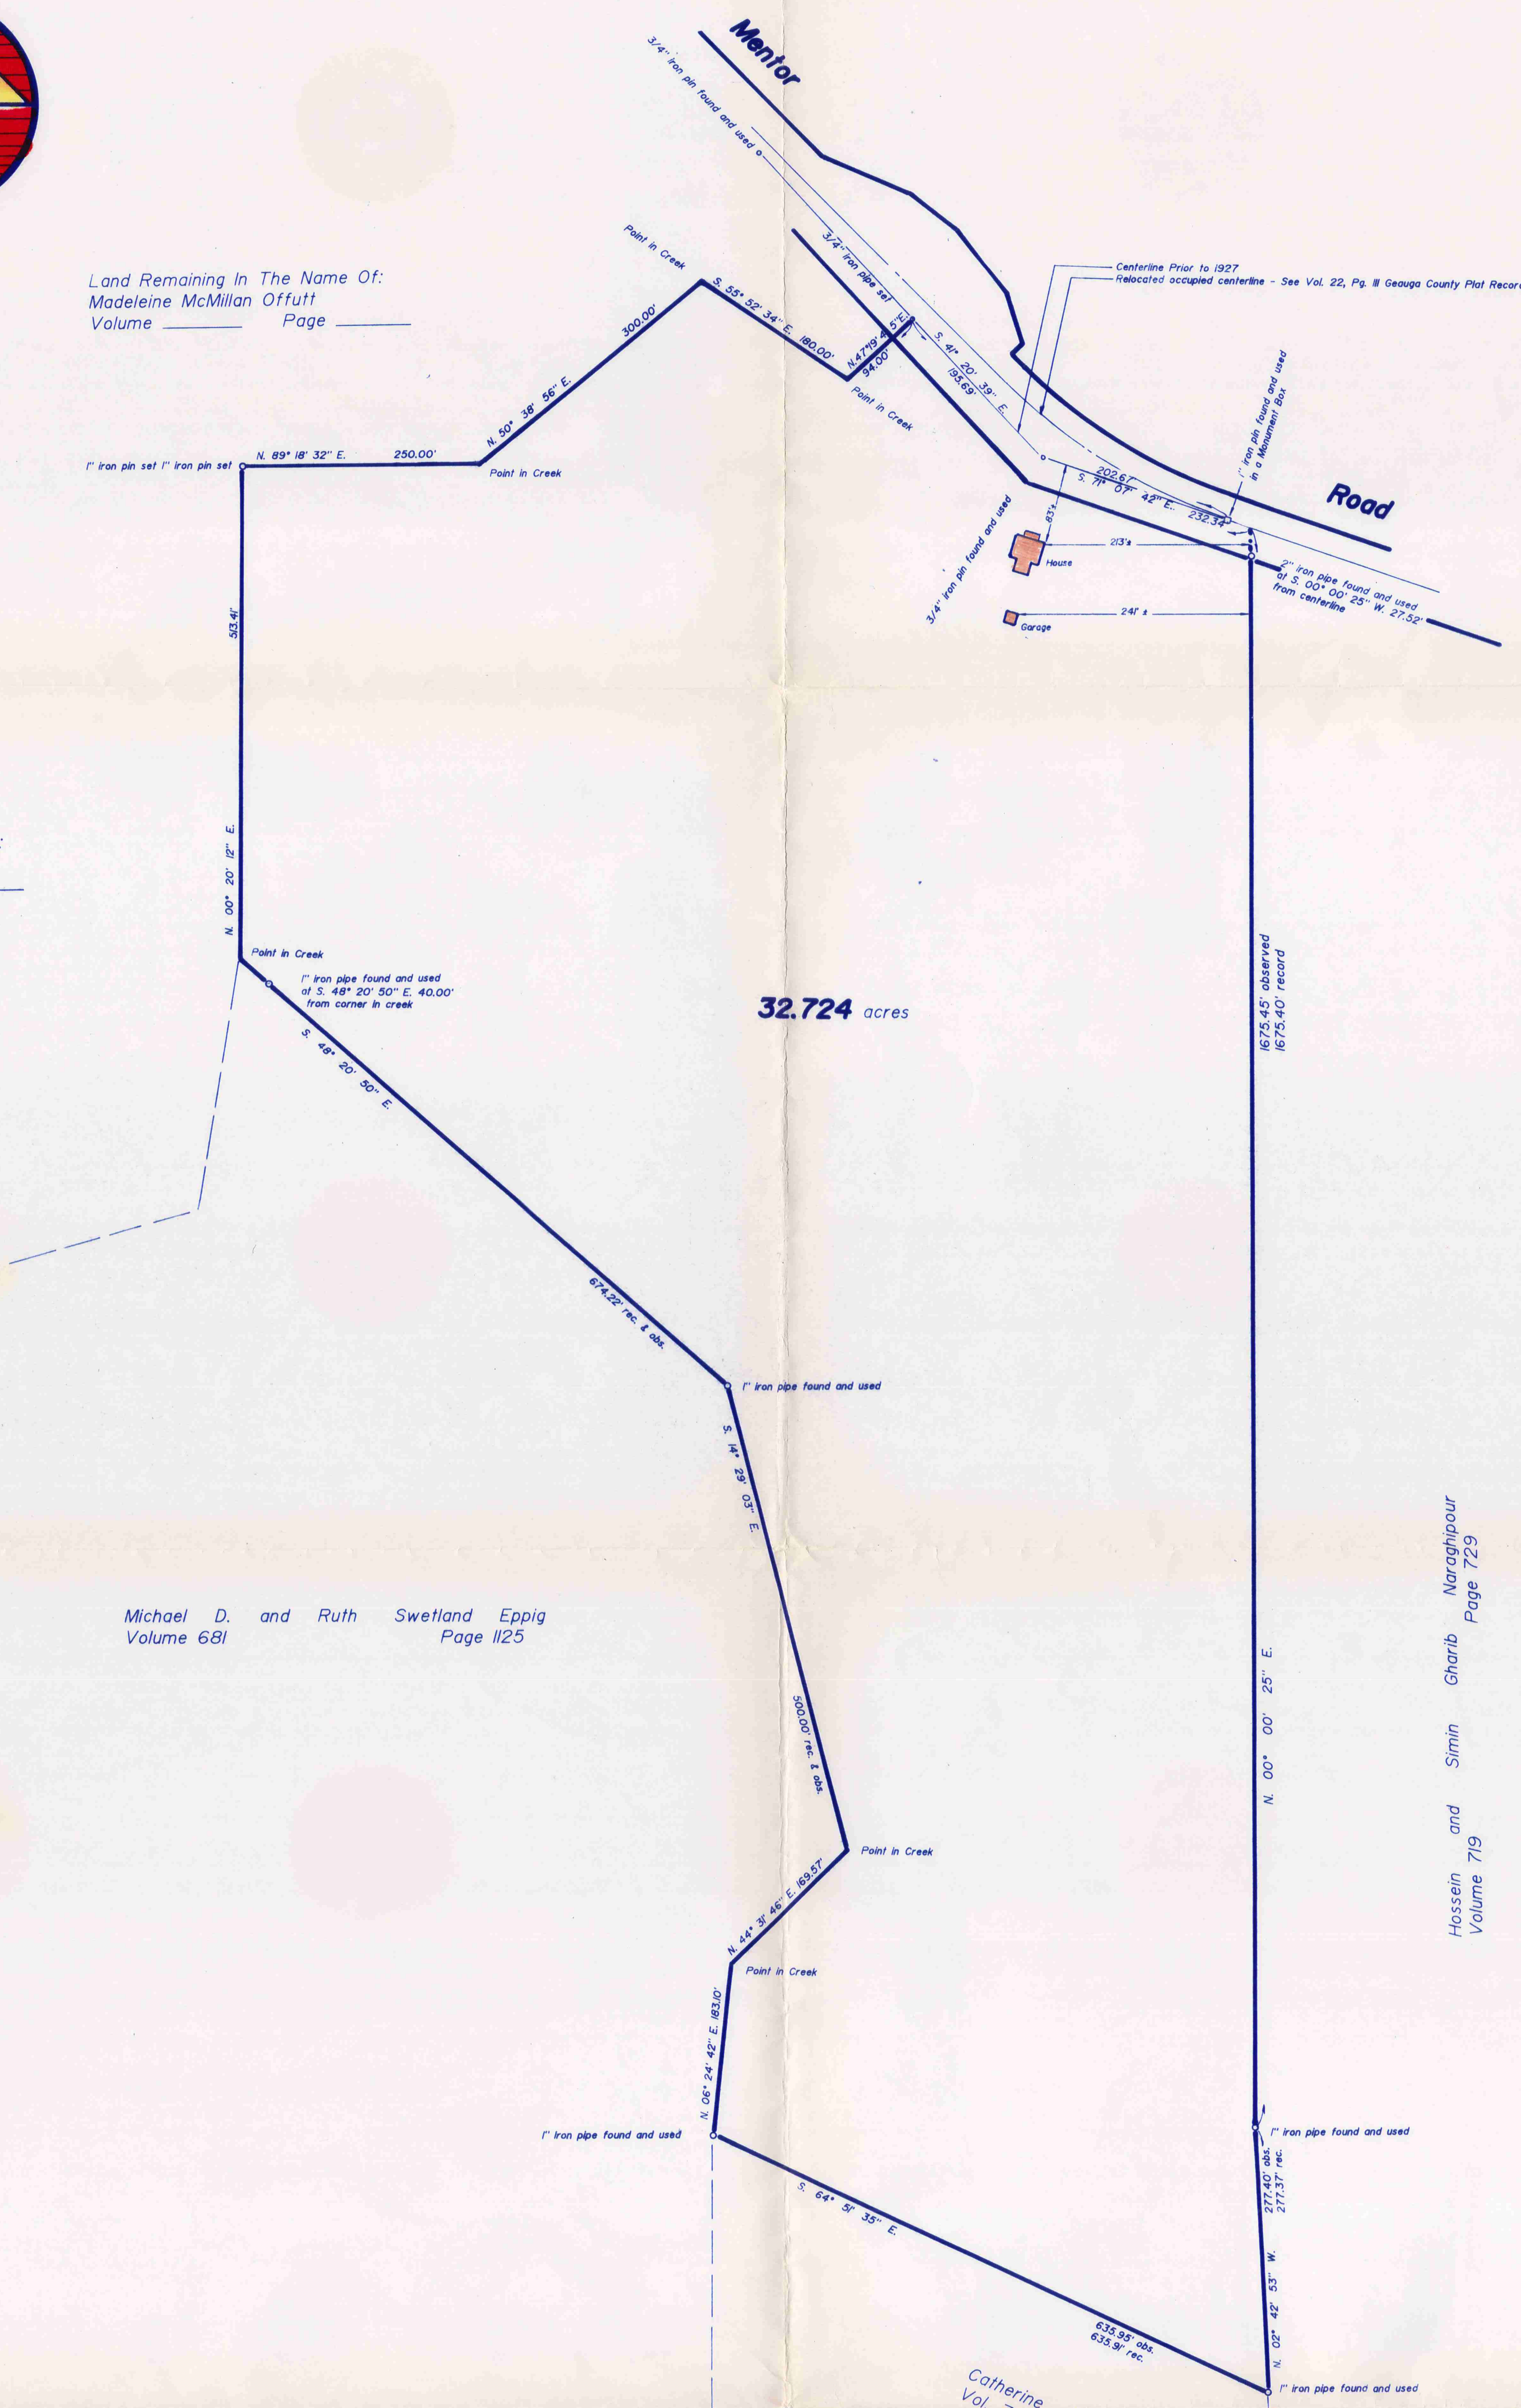 Mentor
3/4" iron pin found and used
Point in Creek
3/4" iron pipe set
Centerline Prior to 1927
Relocated occupied centerline - See Vol. 22, Pg. 111 Geauga County Plat
Land Remaining In The Name Of:
Madeleine McMillan Offutt
Volume ________ Page ________
300.00'
S. 55° 52' 34" E. 180.00'
94.00'
S. 41° 20' 39" E.
195.69'
Point in Creek
1" iron pin found and used
in a Monument Box
N. 50° 38' 56" E.
1" iron pin set 1" iron pin set
N. 89° 18' 32" E. 250.00'
Point in Creek
202.67'
S. 71° 07' 42" E. 232.34'
Road
83'±
3/4" iron pin found and used
213'±
House
2" iron pipe found and used
at S. 00° 00' 25" W. 27.52'
from centerline
241' ±
Garage
513.41'
N. 00° 20' 12" E.
Point in Creek
1" iron pipe found and used
at S. 48° 20' 50" E. 40.00'
from corner in creek
S. 48° 20' 50" E.
32.724 acres
1675.45' observed
1675.40' record
674.22' rec. & obs.
1" iron pipe found and used
S. 14° 29' 03" E.
Michael D. and Ruth Swetland Eppig
Volume 681 Page 1125
500.00' rec. & obs.
N. 00° 00' 25" E.
Hossein and Simin Gharib Naraghipour
Volume 719 Page 729
Point in Creek
N. 44° 31' 46" E. 169.57'
Point in Creek
N. 06° 24' 42" E. 183.10'
1" iron pipe found and used
1" iron pipe found and used
277.40' obs.
277.37' rec.
S. 64° 51' 35" E.
N. 02° 42' 53" W.
635.95' obs.
635.91' rec.
1" iron pipe found and used
Catherine
Vol.